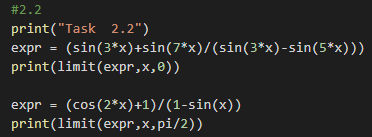 #2.2
print("Task  2.2")
expr = (sin(3*x)+sin(7*x)/(sin(3*x)-sin(5*x)))
print(limit(expr,x,0))
expr = (cos(2*x)+1)/(1-sin(x))
print(limit(expr,x,pi/2))